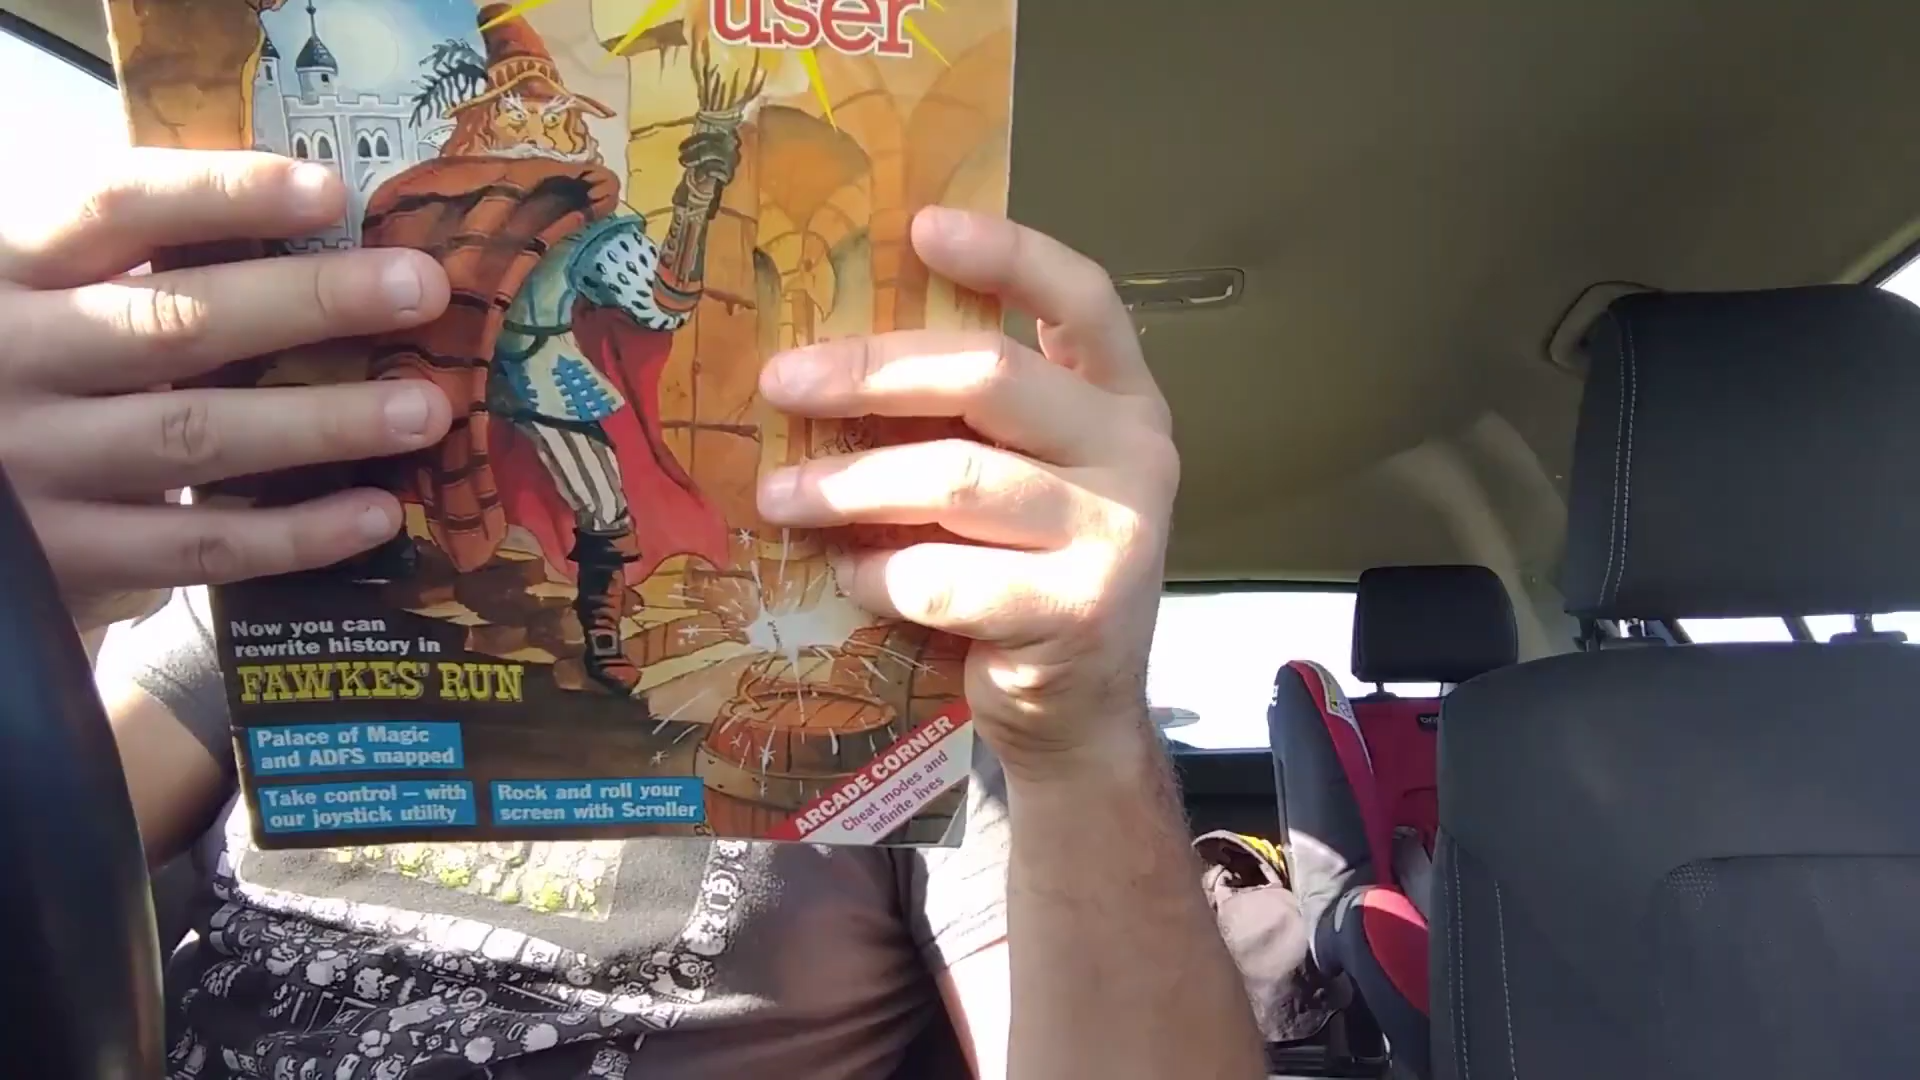 user
Now you can
rewrite history in
FAWKES' RUN
Palace of Magic
and ADFS mapped
Take control – with
our joystick utility
Rock and roll your
screen with Scroller
ARCADE CORNER
Cheat modes and
infinite lives